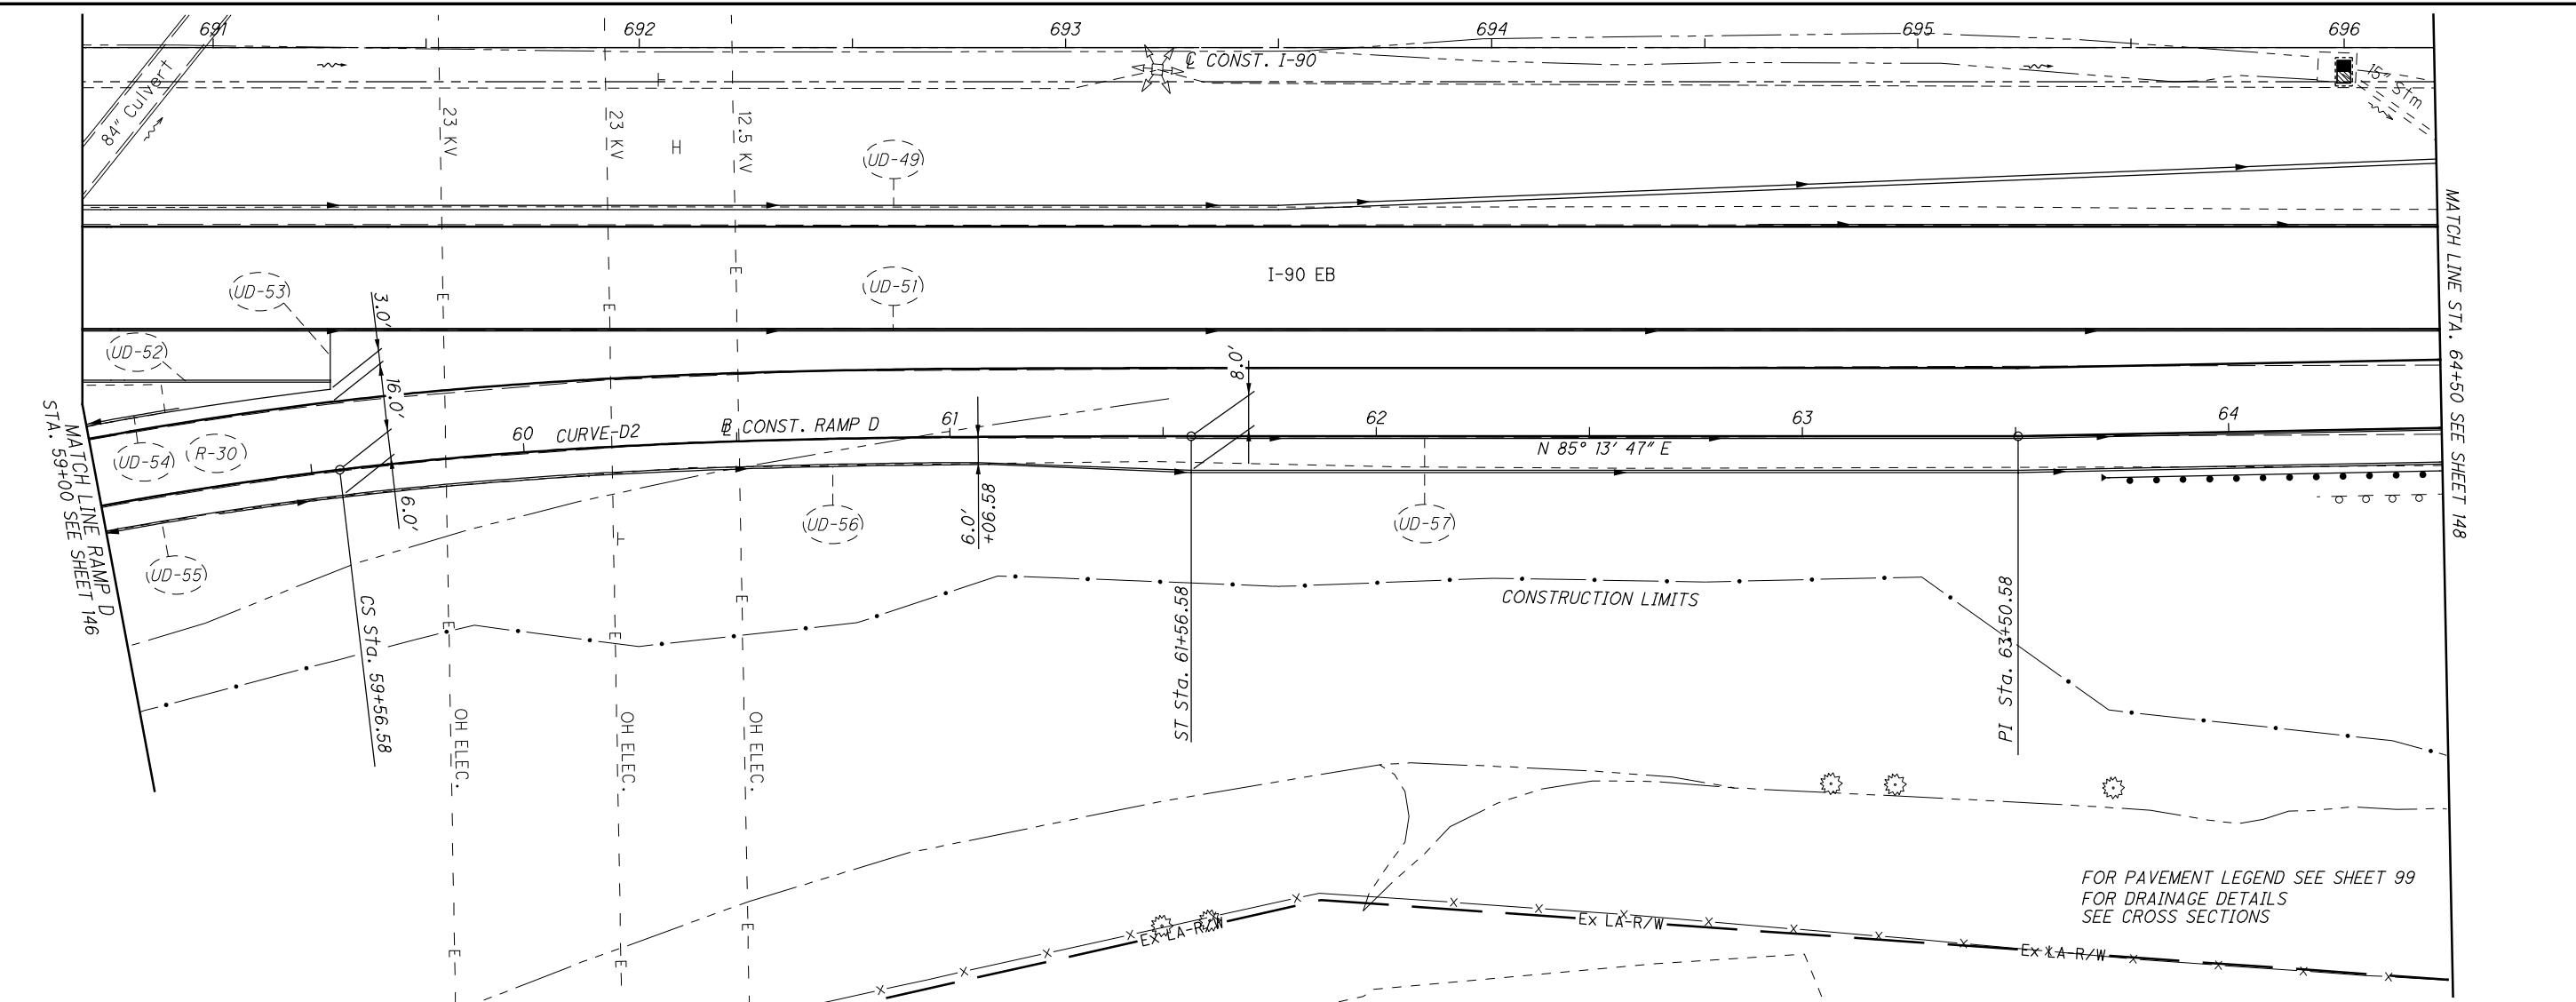 691
692
693
694
695
696
℄ CONST. I-90
84" Culvert
15" Stm
23 KV
23 KV
12.5 KV
H
UD-49
MATCH LINE STA. 64+50 SEE SHEET 148
I-90 EB
UD-53
UD-51
3.0'
UD-52
16.0'
8.0'
MATCH LINE RAMP D
STA. 59+00 SEE SHEET 146
60
CURVE-D2
CONST. RAMP D
61
62
63
64
N 85° 13' 47" E
UD-54
R-30
6.0'
UD-56
6.0'
+06.58
UD-57
UD-55
E
E
E
E
E
E
E
E
E
CS Sta. 59+56.58
ST Sta. 61+56.58
PI Sta. 63+50.58
CONSTRUCTION LIMITS
OH ELEC.
OH ELEC.
OH ELEC.
E
E
E
FOR PAVEMENT LEGEND SEE SHEET 99
FOR DRAINAGE DETAILS
SEE CROSS SECTIONS
Ex LA-R/W
Ex LA-R/W
Ex LA-R/W